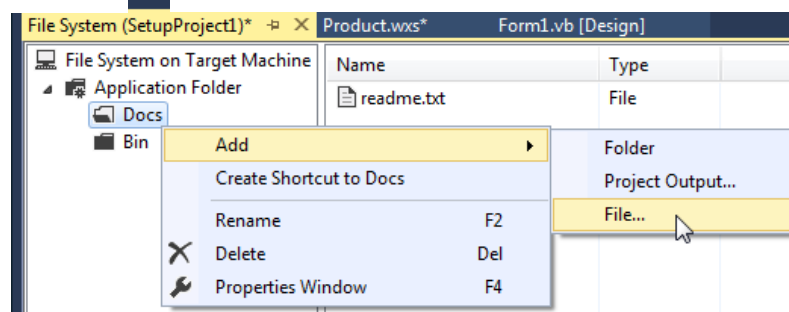 File System (SetupProject1)* Product.wxs* Form1.vb [Design]
File System on Target Machine Name Type
Application Folder readme.txt File
Docs
Bin Add Folder
Create Shortcut to Docs Project Output...
Rename F2 File...
Delete Del
Properties Window F4